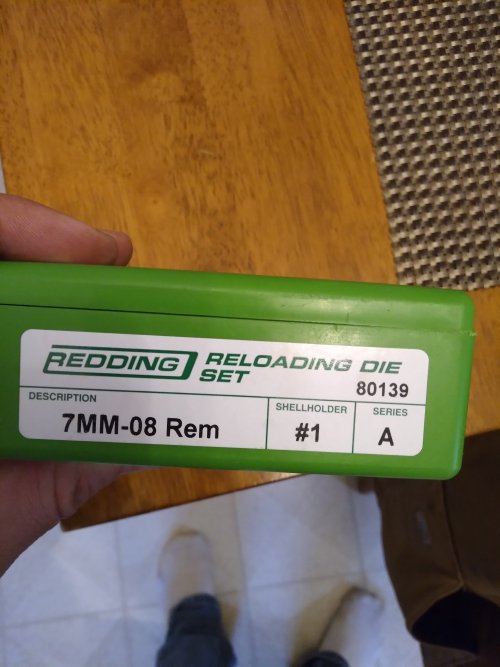 REDDING RELOADING DIE
SET
80139
DESCRIPTION
7MM-08 Rem
SHELLHOLDER
#1
SERIES
A